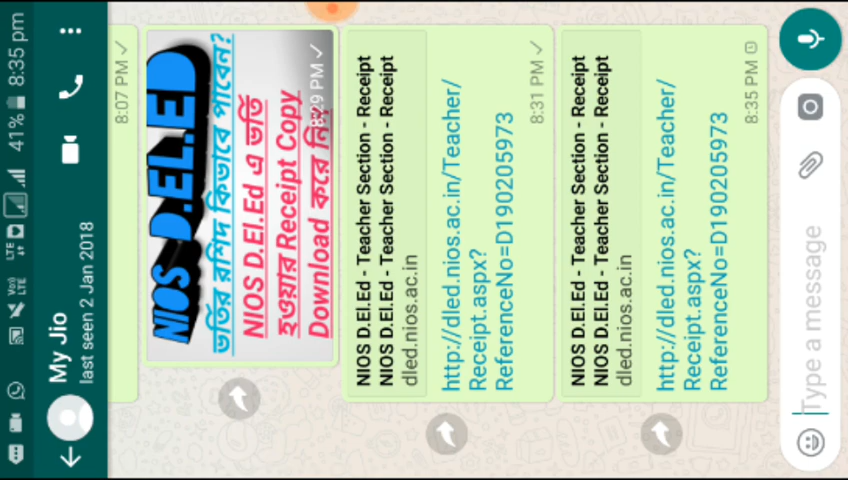 8:35 pm
41%
LTE
Vo))
LTE
My Jio
last seen 2 Jan 2018
8:07 PM
NIOS D.EL.ED
ভর্তির রশিদ কিভাবে পাবেন?
NIOS D.El.Ed এ ভর্তি
হওয়ার Receipt Copy
Download করে নিন
8:29 PM
NIOS D.El.Ed - Teacher Section - Receipt
NIOS D.El.Ed - Teacher Section - Receipt
dled.nios.ac.in
http://dled.nios.ac.in/Teacher/
Receipt.aspx?
ReferenceNo=D190205973
8:31 PM
NIOS D.El.Ed - Teacher Section - Receipt
NIOS D.El.Ed - Teacher Section - Receipt
dled.nios.ac.in
http://dled.nios.ac.in/Teacher/
Receipt.aspx?
ReferenceNo=D190205973
8:35 PM
Type a message